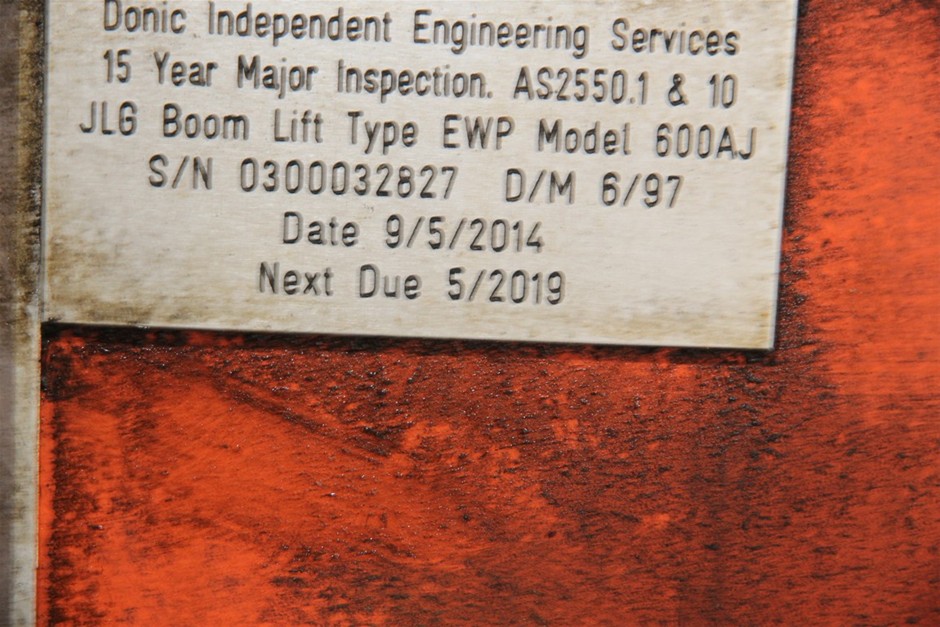 Donic Independent Engineering Services
15 Year Major Inspection. AS2550.1 & 10
JLG Boom Lift Type EWP Model 600AJ
S/N 0300032827 D/M 6/97
Date 9/5/2014
Next Due 5/2019